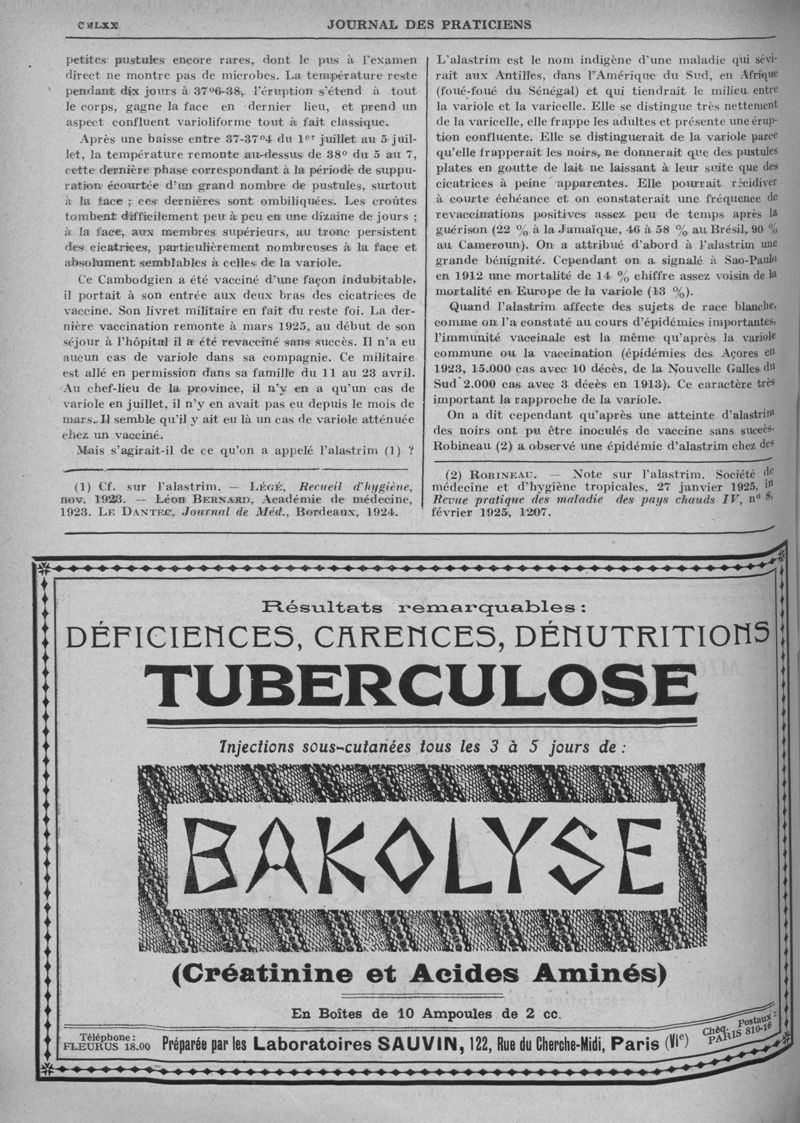 CMLXX
JOURNAL DES PRATICIENS
petites pustules encore rares, dont le pus à l'examen
direct ne montre pas de microbes. La température reste
pendant dix jours à 37°6-38, l'éruption s'étend à tout
le corps, gagne la face en dernier lieu, et prend un
aspect confluent varioliforme tout à fait classique.
Après une baisse entre 37-37°4 du 1er juillet au 5 juil-
let, la température remonte au-dessus de 38° du 5 au 7,
cette dernière phase correspondant à la période de suppu-
ration écourtée d'un grand nombre de pustules, surtout
à la face ; ces dernières sont ombiliquées. Les croûtes
tombent difficilement peu à peu en une dizaine de jours ;
à la face, aux membres supérieurs, au tronc persistent
des cicatrices, particulièrement nombreuses à la face et
absolument semblables à celles de la variole.
Ce Cambodgien a été vacciné d'une façon indubitable,
il portait à son entrée aux deux bras des cicatrices de
vaccine. Son livret militaire en fait du reste foi. La der-
nière vaccination remonte à mars 1925, au début de son
séjour à l'hôpital il a été revacciné sans succès. Il n'a eu
aucun cas de variole dans sa compagnie. Ce militaire
est allé en permission dans sa famille du 11 au 23 avril.
Au chef-lieu de la province, il n'y en a qu'un cas de
variole en juillet, il n'y en avait pas eu depuis le mois de
mars. Il semble qu'il y ait eu là un cas de variole atténuée
chez un vacciné.
Mais s'agirait-il de ce qu'on a appelé l'alastrim (1) ?
(1) Cf. sur l'alastrim. — LÉGÉ, Recueil d'hygiène,
nov. 1923. — Léon BERNARD, Académie de médecine,
1923. LE DANTEC, Journal de Méd., Bordeaux, 1924.
L'alastrim est le nom indigène d'une maladie qui sévi-
rait aux Antilles, dans l'Amérique du Sud, en Afrique
(foué-foué du Sénégal) et qui tiendrait le milieu entre
la variole et la varicelle. Elle se distingue très nettement
de la varicelle, elle frappe les adultes et présente une érup-
tion confluente. Elle se distinguerait de la variole parce
qu'elle frapperait les noirs, ne donnerait que des pustules
plates en goutte de lait ne laissant à leur suite que des
cicatrices à peine apparentes. Elle pourrait récidiver
à courte échéance et on constaterait une fréquence de
revaccinations positives assez peu de temps après la
guérison (22 % à la Jamaïque, 46 à 58 % au Brésil, 90 %
au Cameroun). On a attribué d'abord à l'alastrim une
grande bénignité. Cependant on a signalé à Sao-Paulo
en 1912 une mortalité de 14 % chiffre assez voisin de la
mortalité en Europe de la variole (13 %).
Quand l'alastrim affecte des sujets de race blanche,
comme on l'a constaté au cours d'épidémies importantes,
l'immunité vaccinale est la même qu'après la variole
commune ou la vaccination (épidémies des Açores en
1923, 15.000 cas avec 10 décès, de la Nouvelle Galles du
Sud 2.000 cas avec 3 décès en 1913). Ce caractère très
important la rapproche de la variole.
On a dit cependant qu'après une atteinte d'alastrim
des noirs ont pu être inoculés de vaccine sans succès.
Robineau (2) a observé une épidémie d'alastrim chez des
(2) ROBINEAU. — Note sur l'alastrim. Société de
médecine et d'hygiène tropicales, 27 janvier 1925, in
Revue pratique des maladie des pays chauds IV, n° 8,
février 1925, 1207.
Résultats remarquables :
DÉFICIENCES, CARENCES, DÉNUTRITIONS
TUBERCULOSE
Injections sous-cutanées tous les 3 à 5 jours de :
BAKOLYSE
(Créatinine et Acides Aminés)
En Boîtes de 10 Ampoules de 2 cc.
Téléphone :
FLEURUS 18.00
Préparée par les Laboratoires SAUVIN, 122, Rue du Cherche-Midi, Paris (VIe)
Chèq. Postaux :
PARIS 810-16